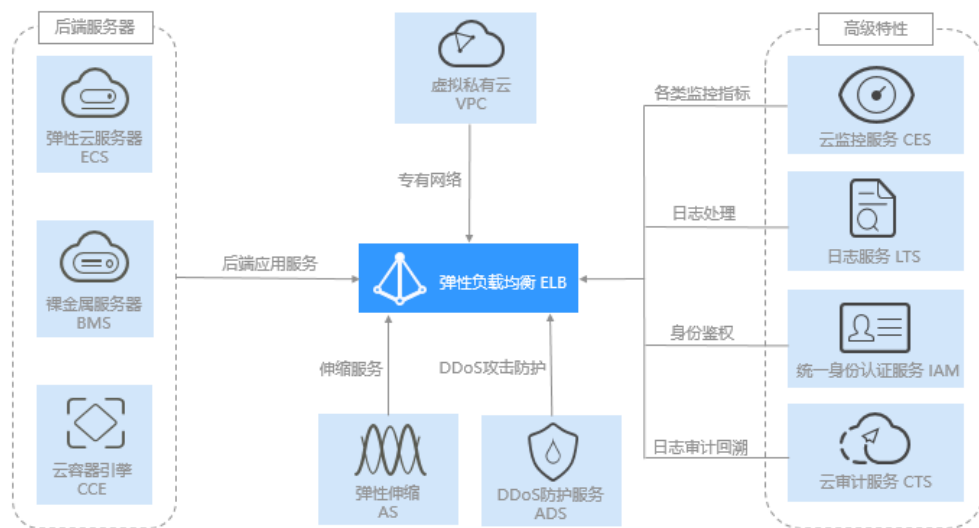 后端服务器
弹性云服务器
ECS
裸金属服务器
BMS
云容器引擎
CCE
后端应用服务
虚拟私有云
VPC
专有网络
弹性负载均衡 ELB
伸缩服务
弹性伸缩
AS
DDoS攻击防护
DDoS防护服务
ADS
各类监控指标
日志处理
身份鉴权
日志审计回溯
高级特性
云监控服务 CES
日志服务 LTS
统一身份认证服务 IAM
云审计服务 CTS